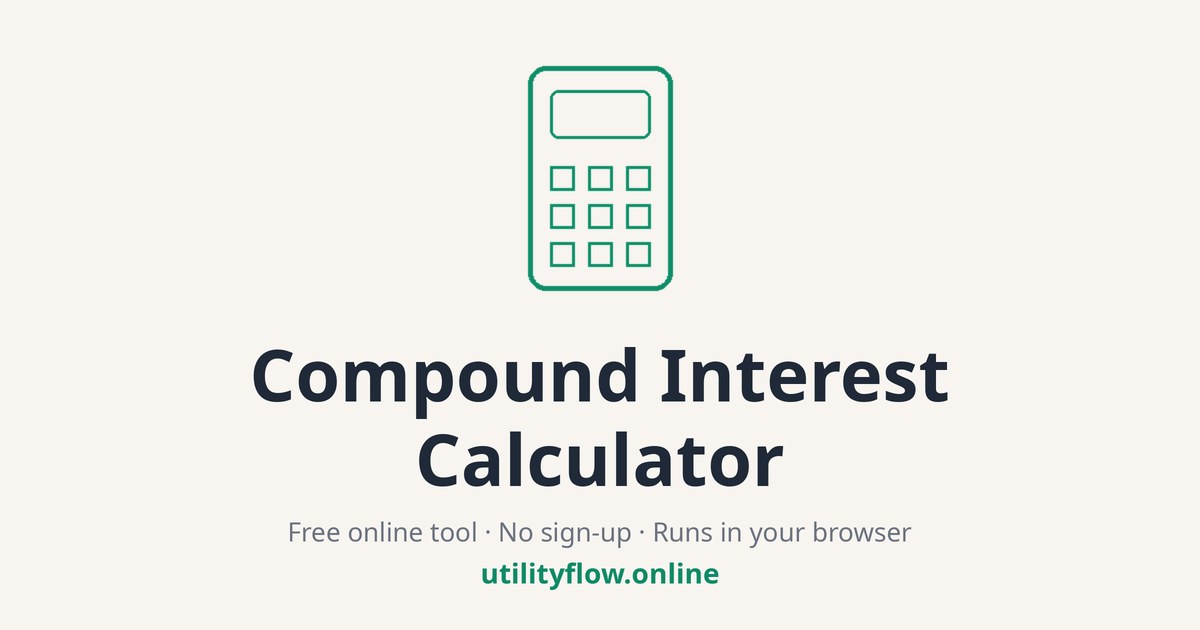 Compound Interest
Calculator
Free online tool · No sign-up · Runs in your browser
utilityflow.online